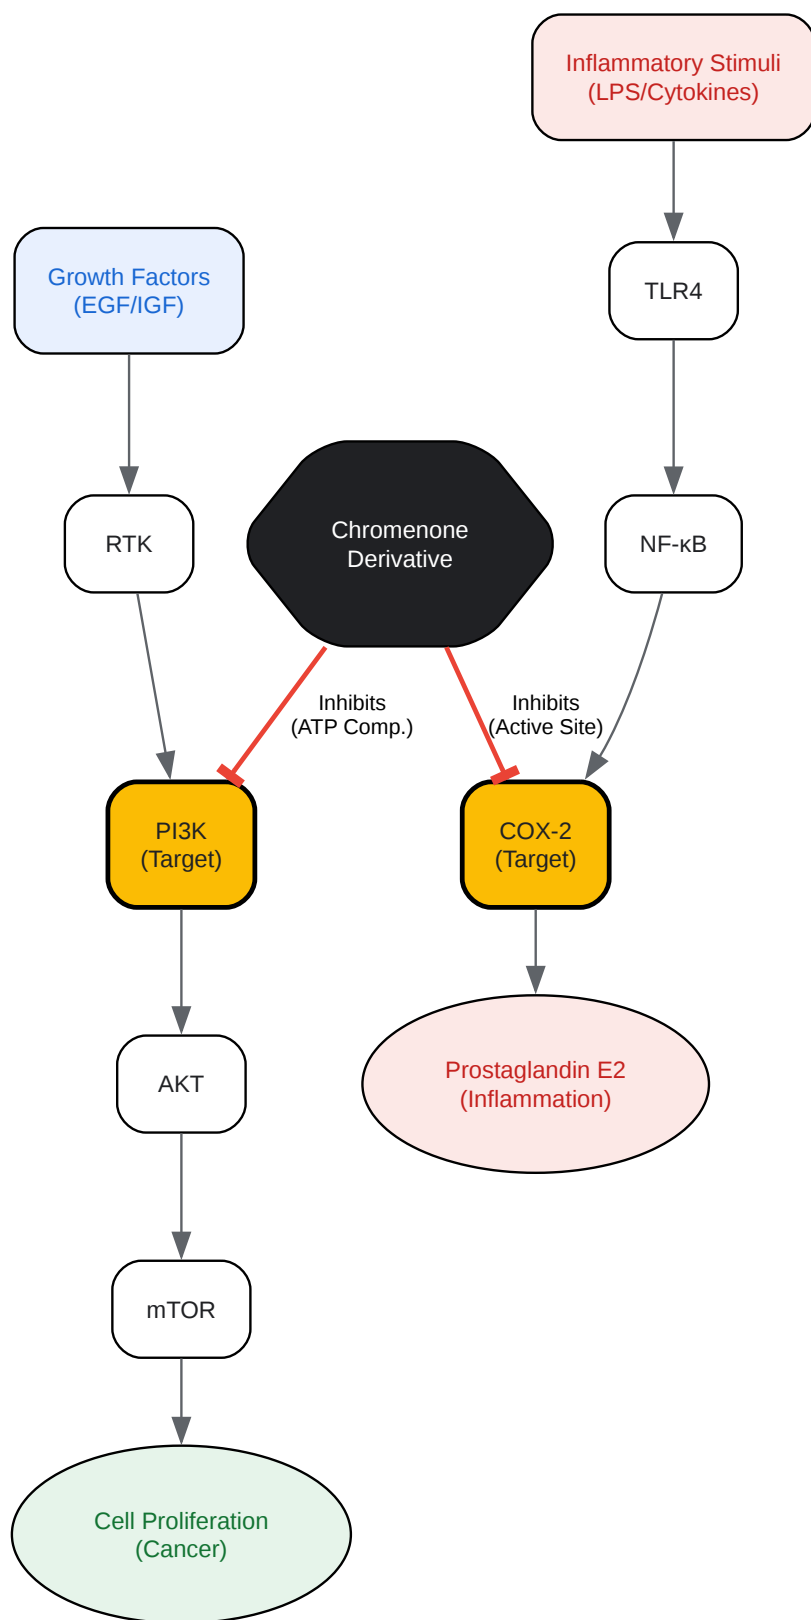 Inflammatory Stimuli
(LPS/Cytokines)
Growth Factors
(EGF/IGF)
TLR4
RTK
Chromenone
Derivative
NF-κB
Inhibits
(ATP Comp.)
Inhibits
(Active Site)
PI3K
(Target)
COX-2
(Target)
AKT
Prostaglandin E2
(Inflammation)
mTOR
Cell Proliferation
(Cancer)